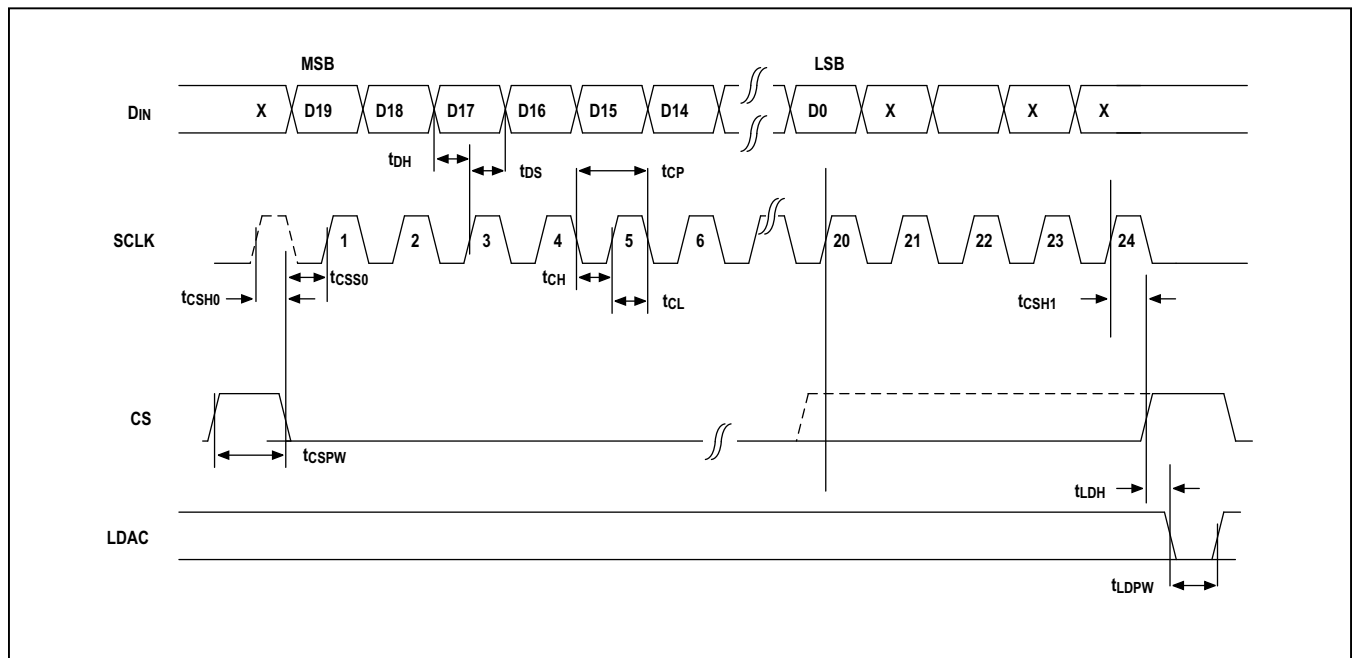 MSB LSB
DIN X D19 D18 D17 D16 D15 D14 D0 X X X
tDH tDS tCP
SCLK 1 2 3 4 5 6 20 21 22 23 24
tCSH0 tCSS0 tCH tCL tCSH1
CS
tCSPW
tLDH
LDAC
tLDPW